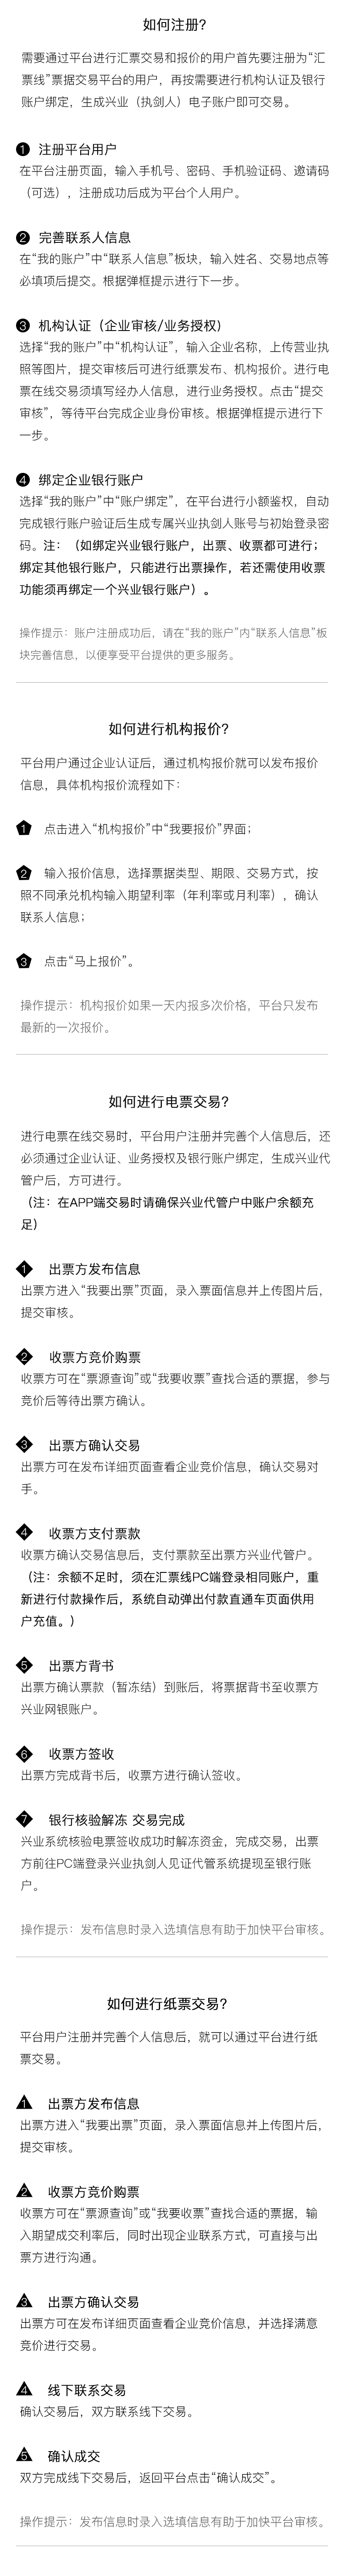 如何注册？
需要通过平台进行汇票交易和报价的用户首先要注册为“汇
票线”票据交易平台的用户，再按需要进行机构认证及银行
账户绑定，生成兴业（执剑人）电子账户即可交易。
1 注册平台用户
在平台注册页面，输入手机号、密码、手机验证码、邀请码
（可选），注册成功后成为平台个人用户。
2 完善联系人信息
在“我的账户”中“联系人信息”板块，输入姓名、交易地点等
必填项后提交。根据弹框提示进行下一步。
3 机构认证（企业审核/业务授权）
选择“我的账户”中“机构认证”，输入企业名称，上传营业执
照等图片，提交审核后可进行纸票发布、机构报价。进行电
票在线交易须填写经办人信息，进行业务授权。点击“提交
审核”，等待平台完成企业身份审核。根据弹框提示进行下
一步。
4 绑定企业银行账户
选择“我的账户”中“账户绑定”，在平台进行小额鉴权，自动
完成银行账户验证后生成专属兴业执剑人账号与初始登录密
码。注：（如绑定兴业银行账户，出票、收票都可进行；
绑定其他银行账户，只能进行出票操作，若还需使用收票
功能须再绑定一个兴业银行账户）。
操作提示：账户注册成功后，请在“我的账户”内“联系人信息”板
块完善信息，以便享受平台提供的更多服务。
如何进行机构报价？
平台用户通过企业认证后，通过机构报价就可以发布报价
信息，具体机构报价流程如下：
1 点击进入“机构报价”中“我要报价”界面；
2 输入报价信息，选择票据类型、期限、交易方式，按
照不同承兑机构输入期望利率（年利率或月利率），确认
联系人信息；
3 点击“马上报价”。
操作提示：机构报价如果一天内报多次价格，平台只发布
最新的一次报价。
如何进行电票交易？
进行电票在线交易时，平台用户注册并完善个人信息后，还
必须通过企业认证、业务授权及银行账户绑定，生成兴业代
管户后，方可进行。
（注：在APP端交易时请确保兴业代管户中账户余额充
足）
1 出票方发布信息
出票方进入“我要出票”页面，录入票面信息并上传图片后，
提交审核。
2 收票方竞价购票
收票方可在“票源查询”或“我要收票”查找合适的票据，参与
竞价后等待出票方确认。
3 出票方确认交易
出票方可在发布详细页面查看企业竞价信息，确认交易对
手。
4 收票方支付票款
收票方确认交易信息后，支付票款至出票方兴业代管户。
（注：余额不足时，须在汇票线PC端登录相同账户，重
新进行付款操作后，系统自动弹出付款直通车页面供用
户充值。）
5 出票方背书
出票方确认票款（暂冻结）到账后，将票据背书至收票方
兴业网银账户。
6 收票方签收
出票方完成背书后，收票方进行确认签收。
7 银行核验解冻 交易完成
兴业系统核验电票签收成功时解冻资金，完成交易，出票
方前往PC端登录兴业执剑人见证代管系统提现至银行账
户。
操作提示：发布信息时录入选填信息有助于加快平台审核。
如何进行纸票交易？
平台用户注册并完善个人信息后，就可以通过平台进行纸
票交易。
1 出票方发布信息
出票方进入“我要出票”页面，录入票面信息并上传图片后，
提交审核。
2 收票方竞价购票
收票方可在“票源查询”或“我要收票”查找合适的票据，输
入期望成交利率后，同时出现企业联系方式，可直接与出
票方进行沟通。
3 出票方确认交易
出票方可在发布详细页面查看企业竞价信息，并选择满意
竞价进行交易。
4 线下联系交易
确认交易后，双方联系线下交易。
5 确认成交
双方完成线下交易后，返回平台点击“确认成交”。
操作提示：发布信息时录入选填信息有助于加快平台审核。